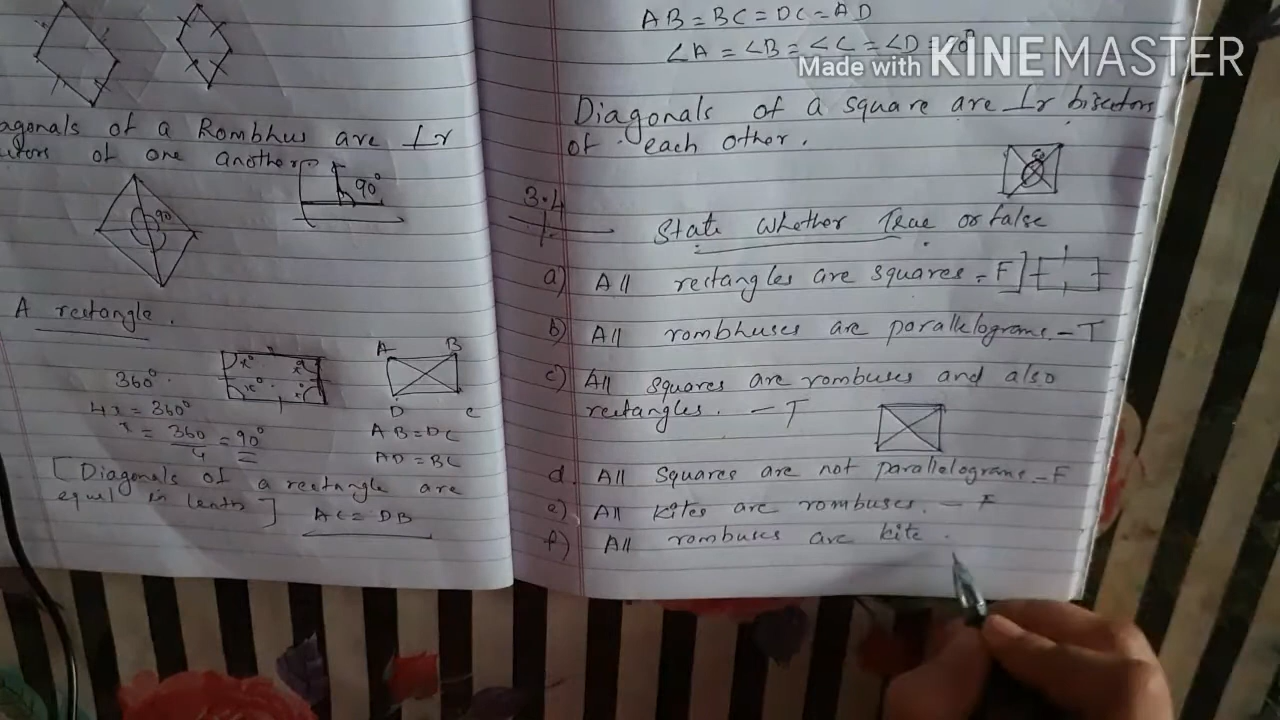 agonals of a Rombhus are ⊥r
of one another
90°
90
A rectangle.
x°
x°
x°
A B
D C
360°.
4x = 360°
x = 360/4 = 90°
AB = DC
AD = BC
[Diagonals of a rectangle are
equal in lenth]
AC = DB
AB = BC = DC = AD
∠A = ∠B = ∠C = ∠D = 90°
Made with KINEMASTER
Diagonals of a square are ⊥r bisectors
of each other.
3.4
State Whether True or false
a) All rectangles are squares - F]
b) All rombhuses are parallelograms - T
c) All squares are rombuses and also
rectangles. - T
d. All squares are not parallelograms - F
e) All kites are rombuses. - F
f) All rombuses are kite.